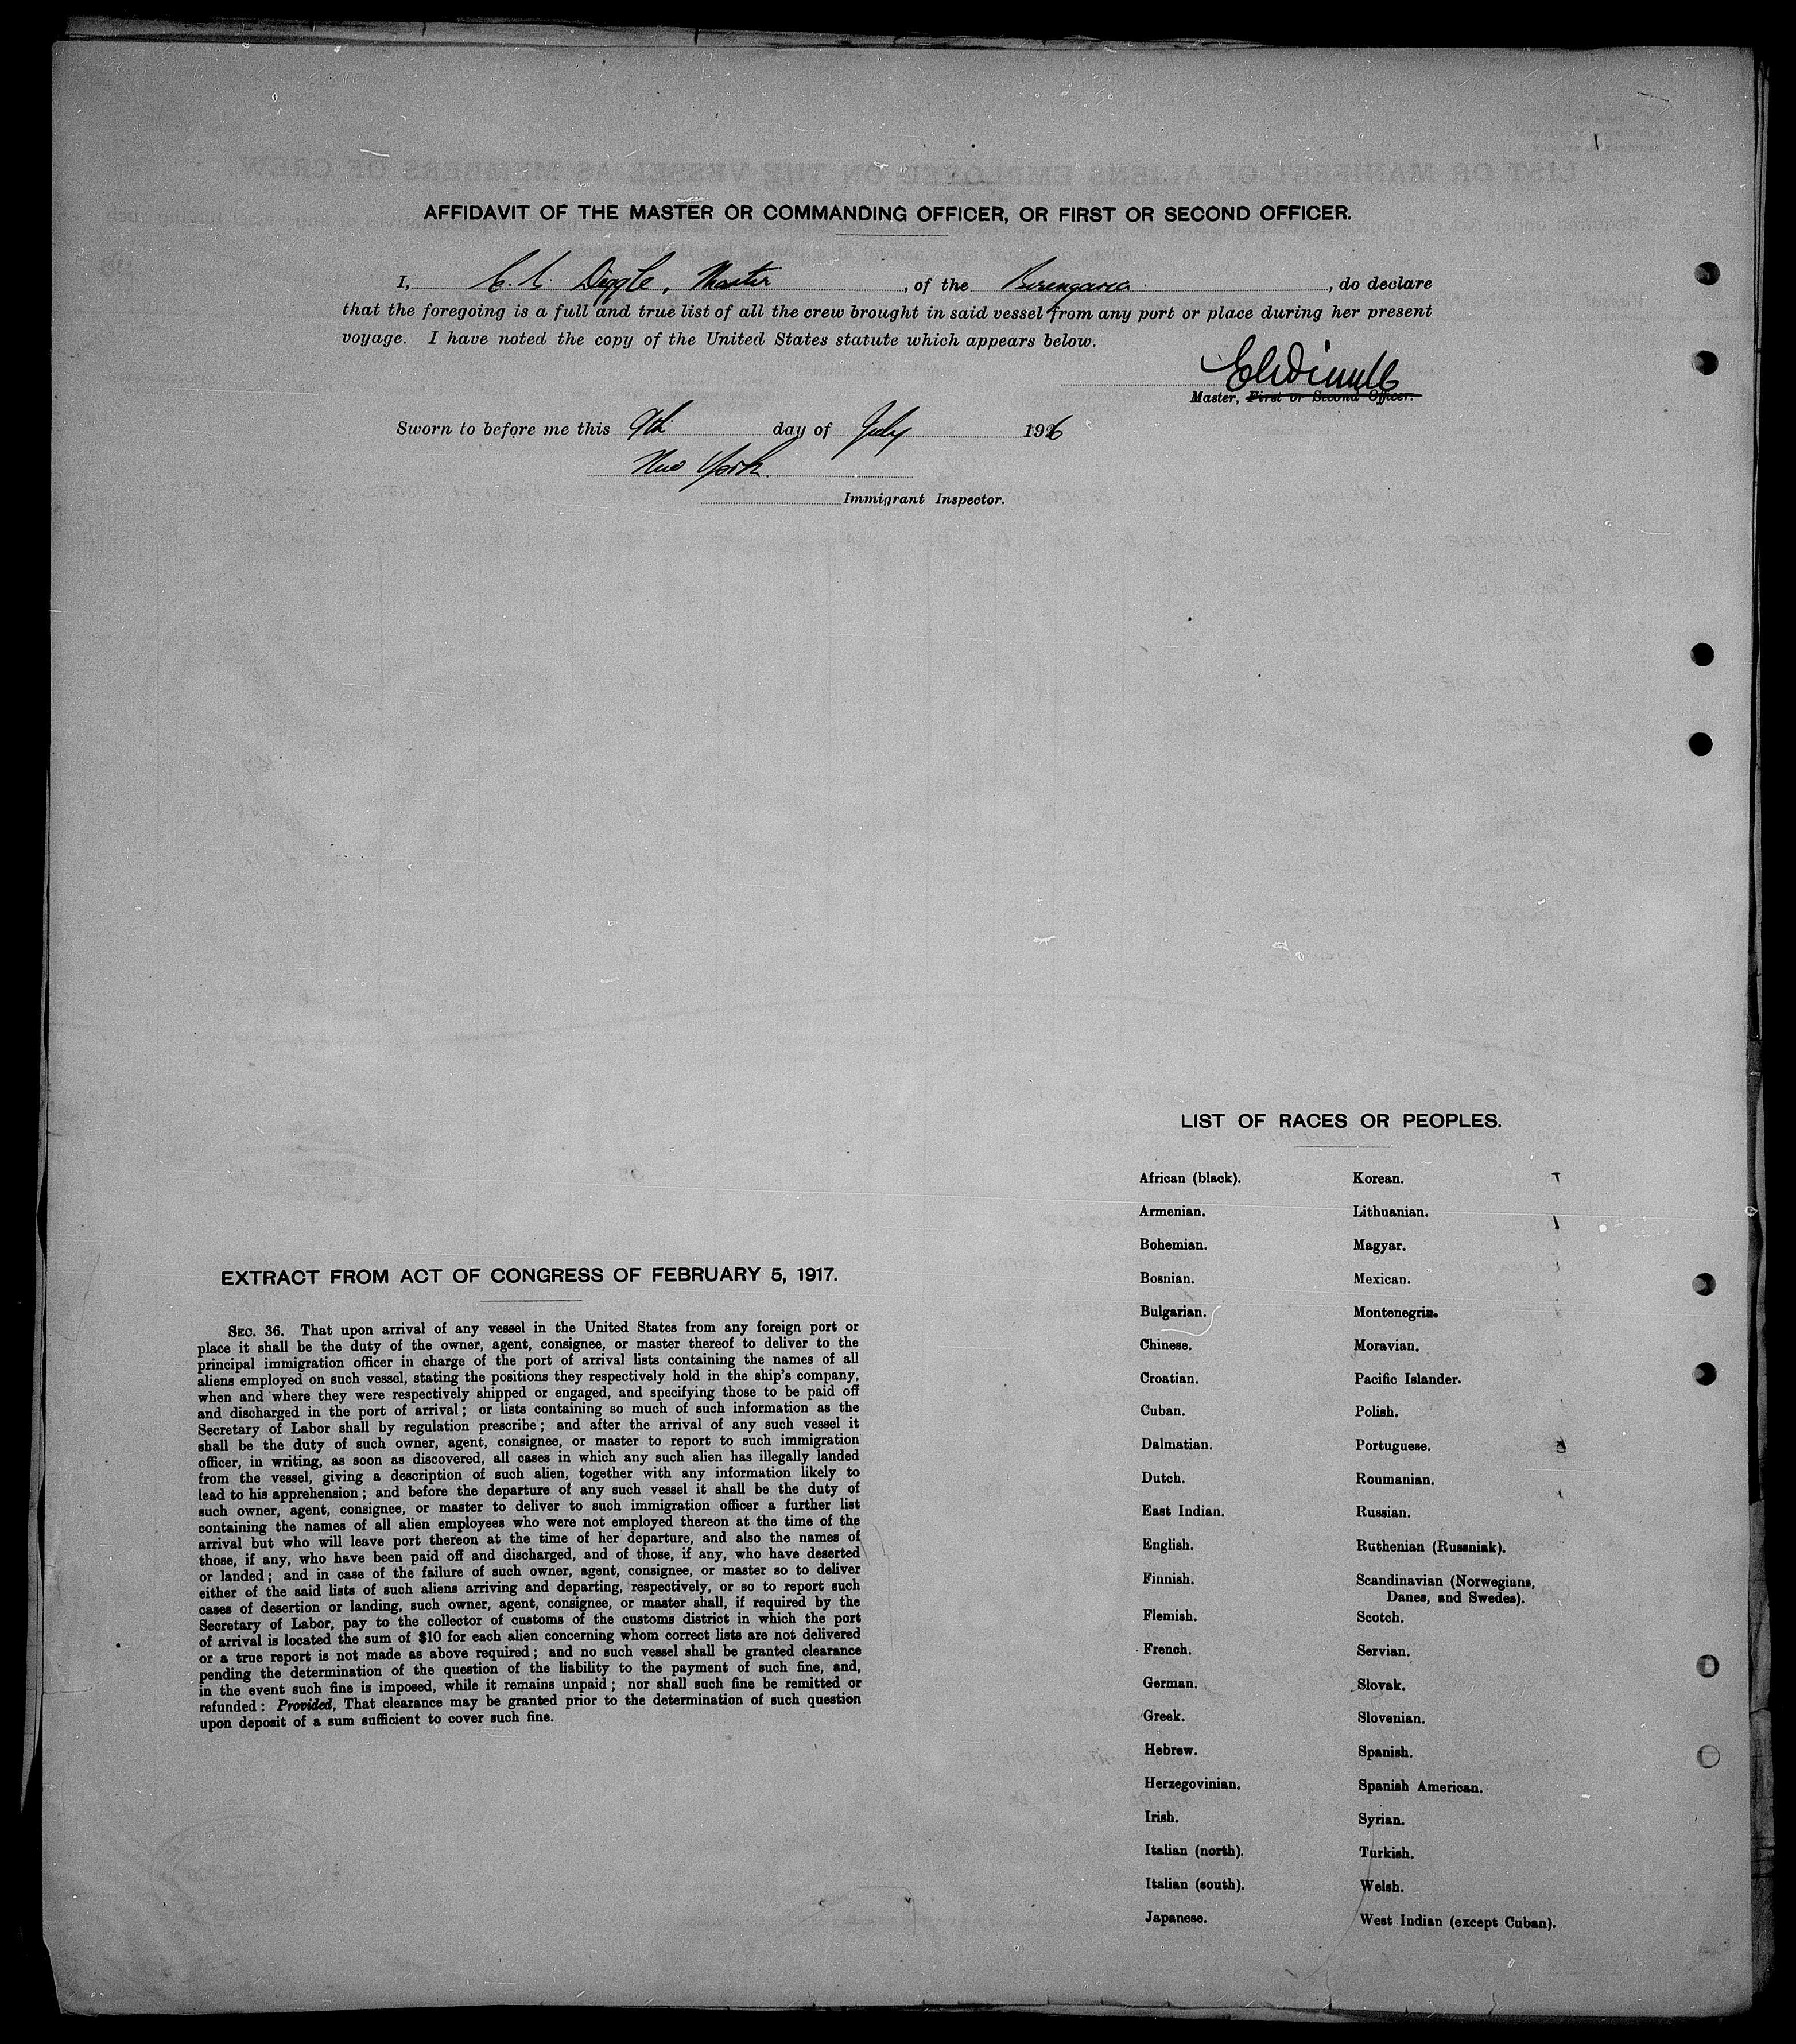 AFFIDAVIT OF THE MASTER OR COMMANDING OFFICER, OR FIRST OR SECOND OFFICER.
I, Diggle, Master, of the Berengaria, do declare
that the foregoing is a full and true list of all the crew brought in said vessel from any port or place during her present
voyage. I have noted the copy of the United States statute which appears below.
Master, First or Second Officer.
Sworn to before me this 9th day of July 1926
New York
Immigrant Inspector.
LIST OF RACES OR PEOPLES.
African (black).
Armenian.
Bohemian.
Bosnian.
Bulgarian.
Chinese.
Croatian.
Cuban.
Dalmatian.
Dutch.
East Indian.
English.
Finnish.
Flemish.
French.
German.
Greek.
Hebrew.
Herzegovinian.
Irish.
Italian (north).
Italian (south).
Japanese.
Korean.
Lithuanian.
Magyar.
Mexican.
Montenegrin.
Moravian.
Pacific Islander.
Polish.
Portuguese.
Roumanian.
Russian.
Ruthenian (Russniak).
Scandinavian (Norwegians,
Danes, and Swedes).
Scotch.
Servian.
Slovak.
Slovenian.
Spanish.
Spanish American.
Syrian.
Turkish.
Welsh.
West Indian (except Cuban).
EXTRACT FROM ACT OF CONGRESS OF FEBRUARY 5, 1917.
SEC. 36. That upon arrival of any vessel in the United States from any foreign port or
place it shall be the duty of the owner, agent, consignee, or master thereof to deliver to the
principal immigration officer in charge of the port of arrival lists containing the names of all
aliens employed on such vessel, stating the positions they respectively hold in the ship's company,
when and where they were respectively shipped or engaged, and specifying those to be paid off
and discharged in the port of arrival; or lists containing so much of such information as the
Secretary of Labor shall by regulation prescribe; and after the arrival of any such vessel it
shall be the duty of such owner, agent, consignee, or master to report to such immigration
officer, in writing, as soon as discovered, all cases in which any such alien has illegally landed
from the vessel, giving a description of such alien, together with any information likely to
lead to his apprehension; and before the departure of any such vessel it shall be the duty of
such owner, agent, consignee, or master to deliver to such immigration officer a further list
containing the names of all alien employees who were not employed thereon at the time of the
arrival but who will leave port thereon at the time of her departure, and also the names of
those, if any, who have been paid off and discharged, and of those, if any, who have deserted
or landed; and in case of the failure of such owner, agent, consignee, or master so to deliver
either of the said lists of such aliens arriving and departing, respectively, or so to report such
cases of desertion or landing, such owner, agent, consignee, or master shall, if required by the
Secretary of Labor, pay to the collector of customs of the customs district in which the port
of arrival is located the sum of $10 for each alien concerning whom correct lists are not delivered
or a true report is not made as above required; and no such vessel shall be granted clearance
pending the determination of the question of the liability to the payment of such fine, and,
in the event such fine is imposed, while it remains unpaid; nor shall such fine be remitted or
refunded: Provided, That clearance may be granted prior to the determination of such question
upon deposit of a sum sufficient to cover such fine.